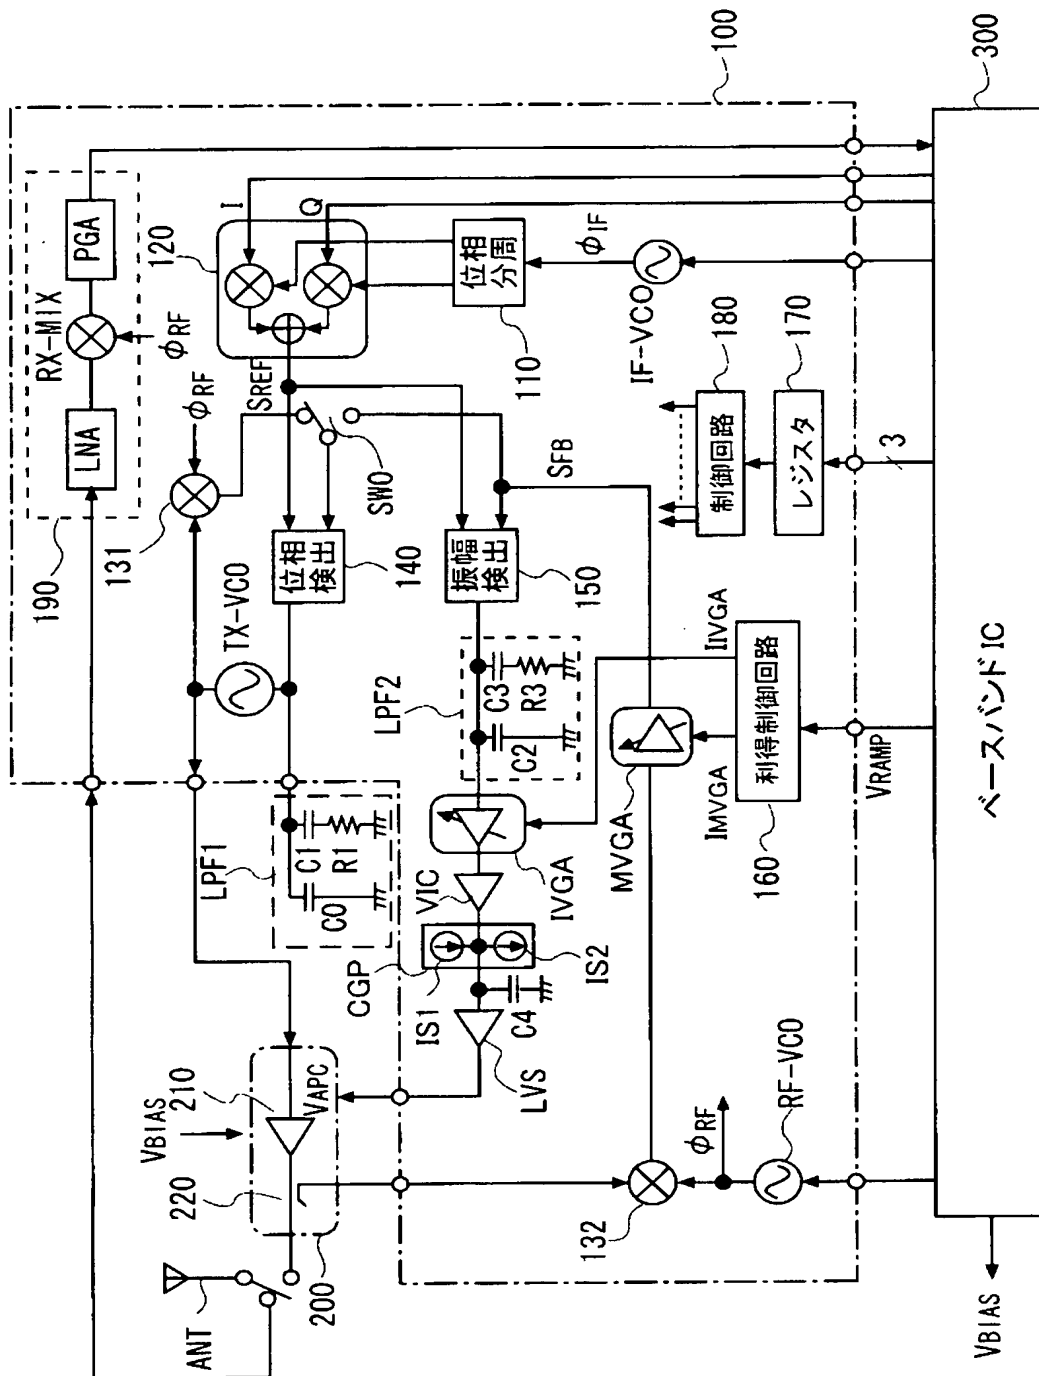 100
300
190
LNA
RX-MIX
PGA
ΦRF
120
I
Q
131
ΦRF
SREF
SW0
位相
分周
110
ΦIF
IF-VCO
TX-VCO
位相
検出
140
振幅
検出
150
SFB
制御回路
180
レジスタ
170
3
LPF1
C0
C1
R1
LPF2
C2
C3
R3
IVGA
VIC
CGP
IS1
IS2
C4
LVS
MVGA
IIVGA
IMVGA
利得制御回路
160
VRAMP
VBIAS
210
VAPC
220
200
ANT
132
ΦRF
RF-VCO
ベースバンドIC
VBIAS